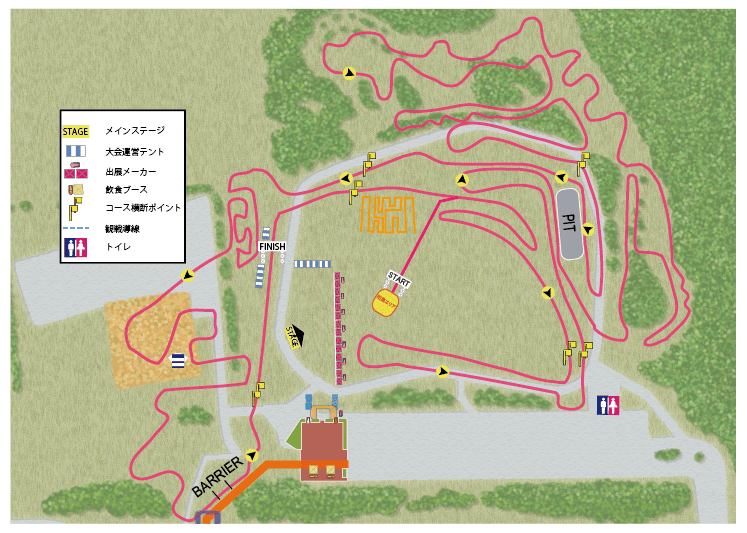 STAGE メインステージ
大会運営テント
出展メーカー
飲食ブース
コース横断ポイント
観戦導線
トイレ
FINISH
START
PIT
STAGE
BARRIER